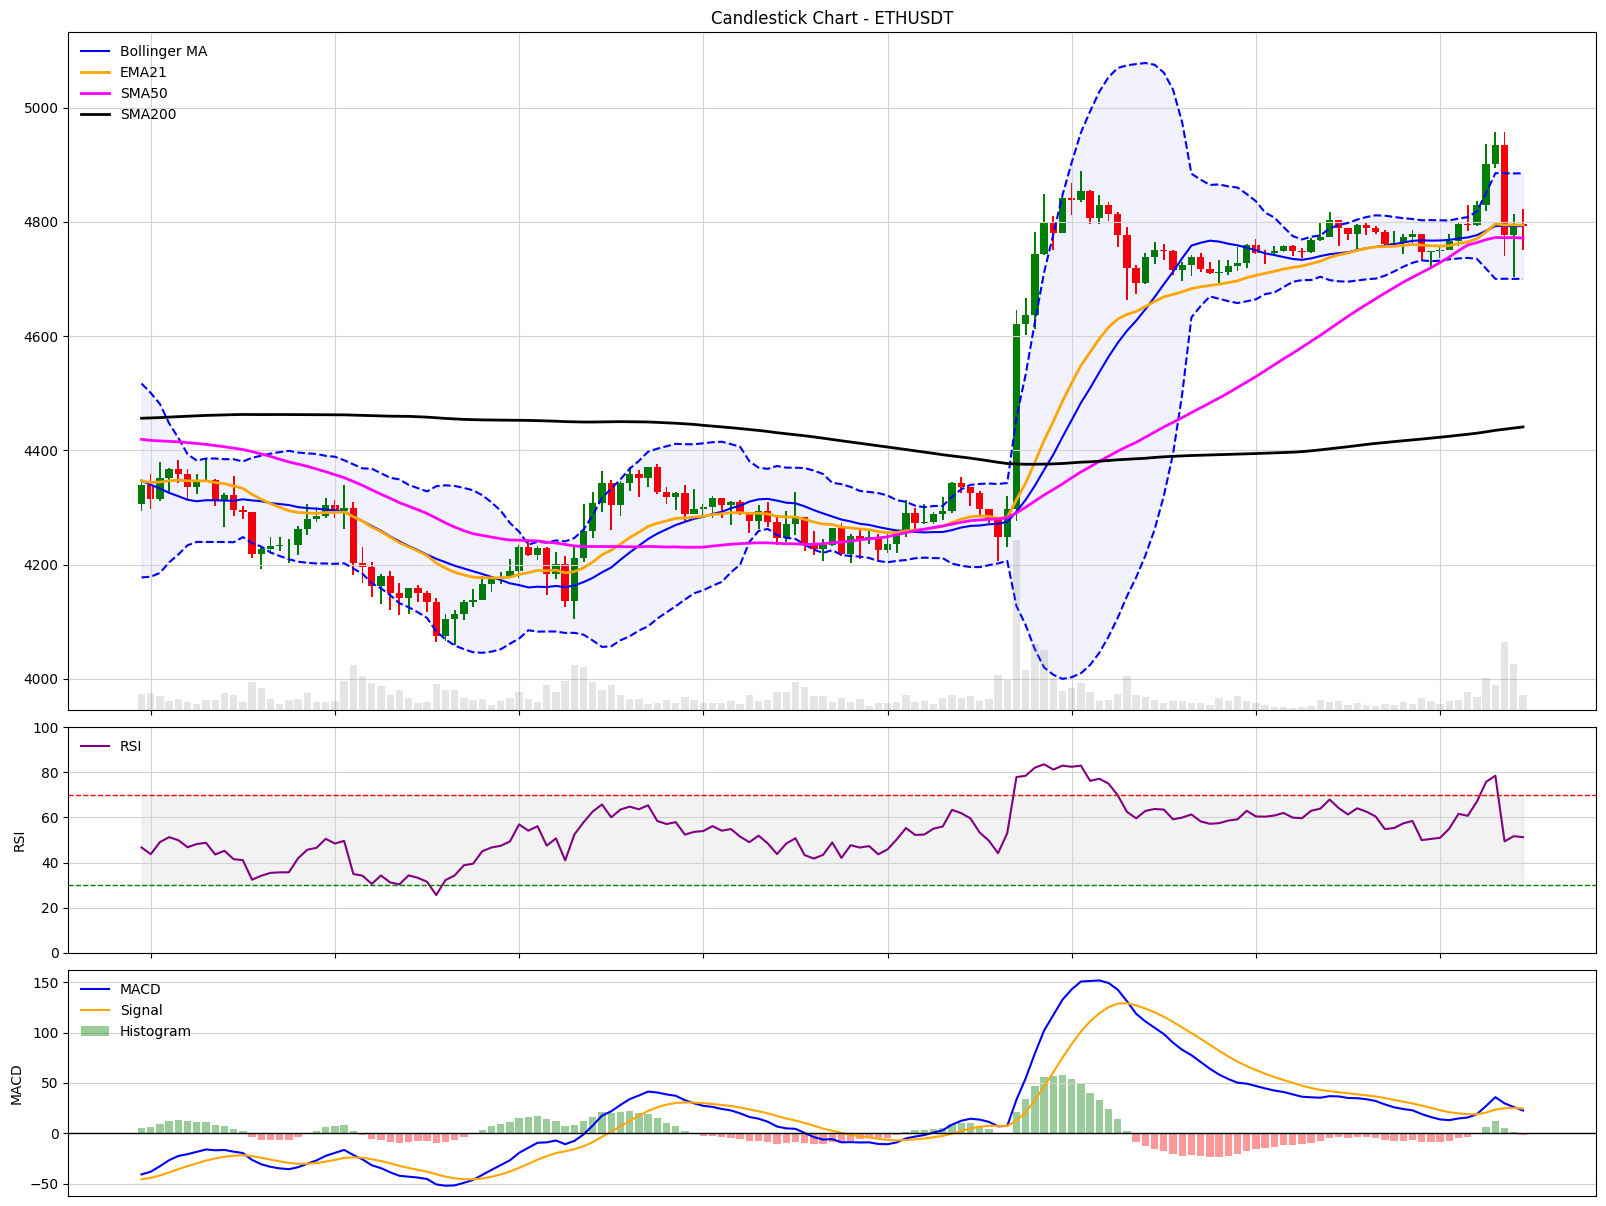 Candlestick Chart - ETHUSDT
Bollinger MA
EMA21
SMA50
SMA200
5000
4800
4600
4400
4200
4000
RSI
100
80
60
40
20
0
RSI
MACD
Signal
Histogram
150
100
50
0
−50
MACD